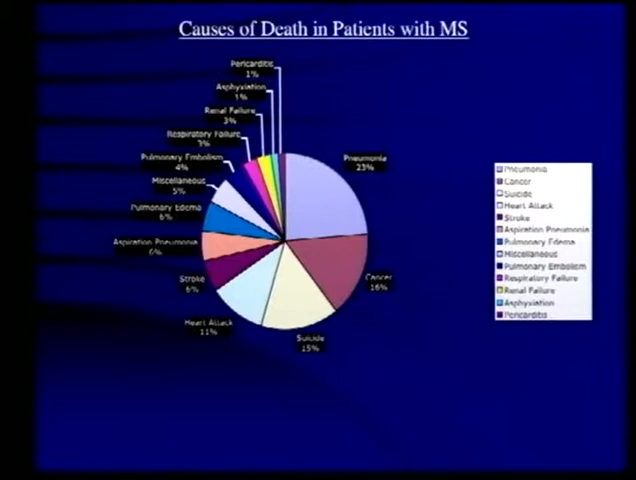 Causes of Death in Patients with MS
Pericarditis
1%
Asphyxiation
1%
Renal Failure
3%
Respiratory Failure
3%
Pulmonary Embolism
4%
Miscellaneous
5%
Pulmonary Edema
6%
Aspiration Pneumonia
6%
Stroke
6%
Heart Attack
11%
Suicide
15%
Cancer
16%
Pneumonia
23%
Pneumonia
Cancer
Suicide
Heart Attack
Stroke
Aspiration Pneumonia
Pulmonary Edema
Miscellaneous
Pulmonary Embolism
Respiratory Failure
Renal Failure
Asphyxiation
Pericarditis